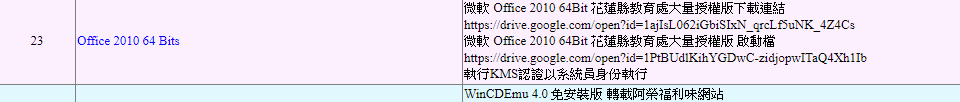 23
Office 2010 64 Bits
微軟 Office 2010 64Bit 花蓮縣教育處大量授權版下載連結
https://drive.google.com/open?id=1ajIsL062iGbiSIxN_qrcLf5uNK_4Z4Cs
微軟 Office 2010 64Bit 花蓮縣教育處大量授權版 啟動檔
https://drive.google.com/open?id=1PtBUdlKihYGDwC-zidjopwITaQ4Xh1Ib
執行KMS認證以系統員身份執行
WinCDEmu 4.0 免安裝版 轉載阿榮福利味網站